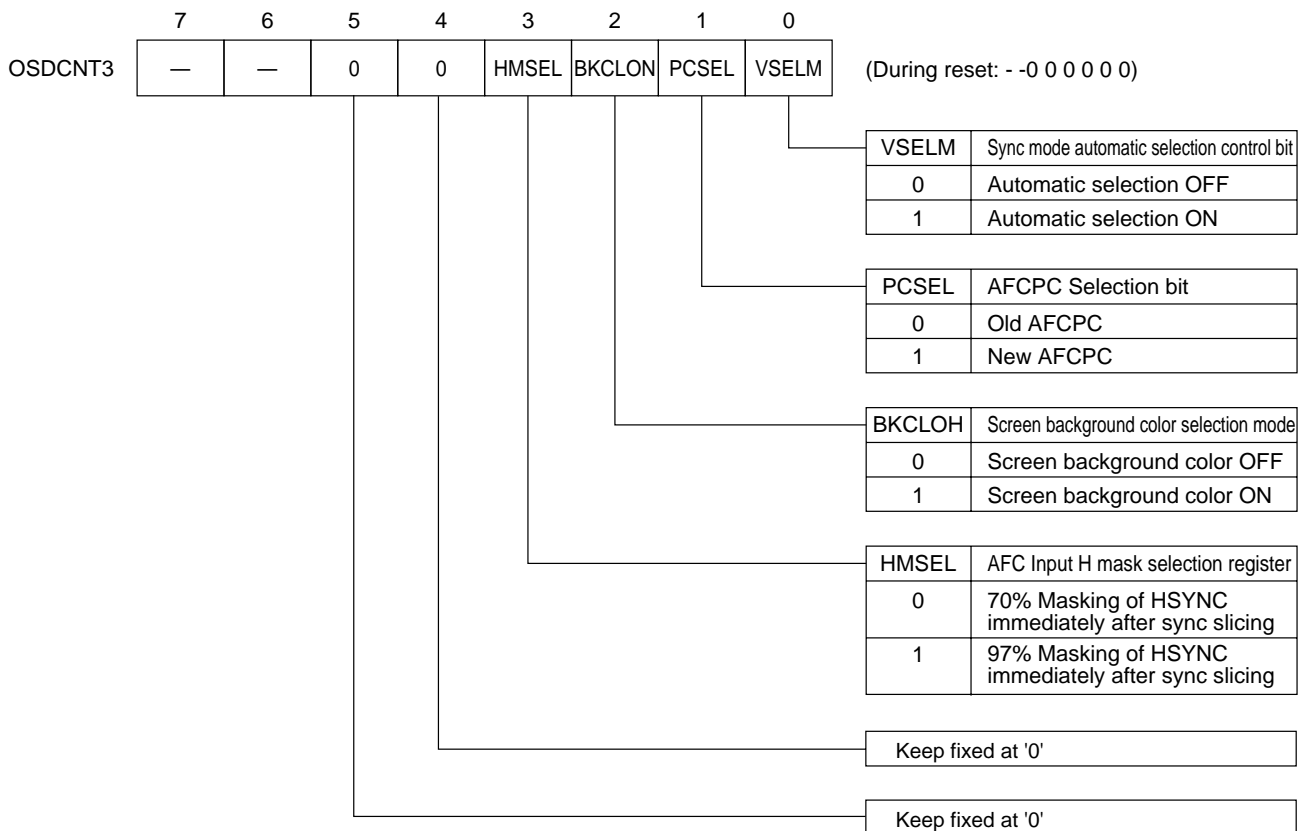 7 6 5 4 3 2 1 0
OSDCNT3 — — 0 0 HMSEL BKCLON PCSEL VSELM (During reset: - -0 0 0 0 0 0)
VSELM Sync mode automatic selection control bit
0 Automatic selection OFF
1 Automatic selection ON
PCSEL AFCPC Selection bit
0 Old AFCPC
1 New AFCPC
BKCLOH Screen background color selection mode
0 Screen background color OFF
1 Screen background color ON
HMSEL AFC Input H mask selection register
0 70% Masking of HSYNC
immediately after sync slicing
1 97% Masking of HSYNC
immediately after sync slicing
Keep fixed at '0'
Keep fixed at '0'